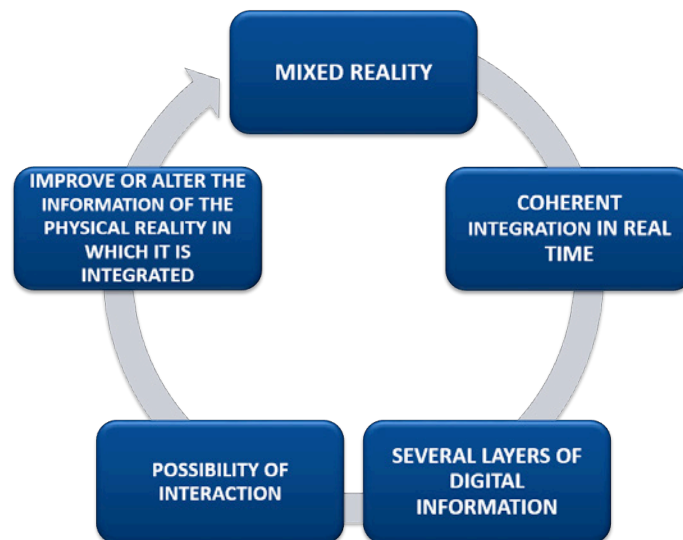 MIXED REALITY
COHERENT
INTEGRATION IN REAL
TIME
SEVERAL LAYERS OF
DIGITAL
INFORMATION
POSSIBILITY OF
INTERACTION
IMPROVE OR ALTER THE
INFORMATION OF THE
PHYSICAL REALITY IN
WHICH IT IS
INTEGRATED